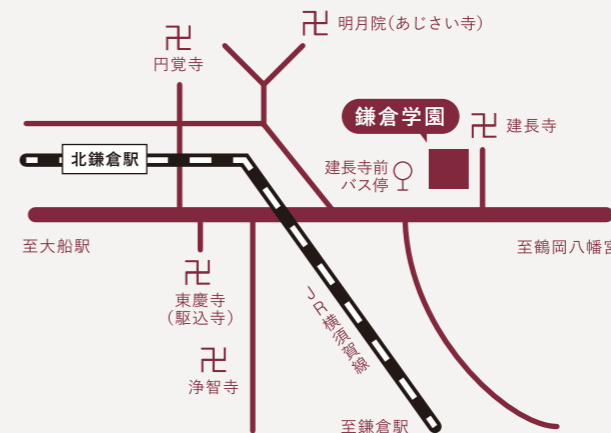 明月院(あじさい寺)
円覚寺
鎌倉学園
建長寺
北鎌倉駅
建長寺前
バス停
至大船駅
至鶴岡八幡宮
東慶寺
(駆込寺)
JR横須賀線
浄智寺
至鎌倉駅